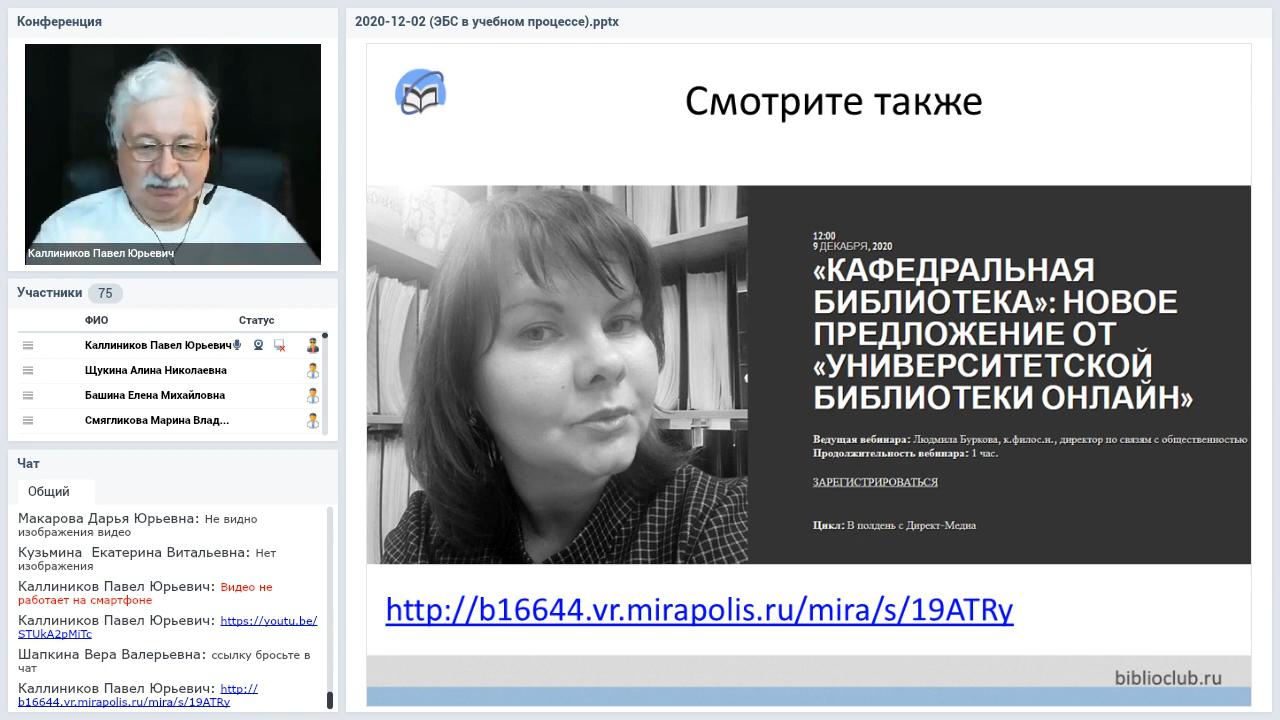 Конференция
Каллиников Павел Юрьевич
Участники 75
ФИО Статус
Каллиников Павел Юрьевич
Щукина Алина Николаевна
Башина Елена Михайловна
Смягликова Марина Влад...
Чат
Общий
Макарова Дарья Юрьевна: Не видно
изображения видео
Кузьмина Екатерина Витальевна: Нет
изображения
Каллиников Павел Юрьевич: Видео не
работает на смартфоне
Каллиников Павел Юрьевич: https://youtu.be/
STUkA2pMiTc
Шапкина Вера Валерьевна: ссылку бросьте в
чат
Каллиников Павел Юрьевич: http://
b16644.vr.mirapolis.ru/mira/s/19ATRy
2020-12-02 (ЭБС в учебном процессе).pptx
Смотрите также
12:00
9 ДЕКАБРЯ, 2020
«КАФЕДРАЛЬНАЯ
БИБЛИОТЕКА»: НОВОЕ
ПРЕДЛОЖЕНИЕ ОТ
«УНИВЕРСИТЕТСКОЙ
БИБЛИОТЕКИ ОНЛАЙН»
Ведущая вебинара: Людмила Буркова, к.филос.н., директор по связям с общественностью
Продолжительность вебинара: 1 час.
ЗАРЕГИСТРИРОВАТЬСЯ
Цикл: В полдень с Директ-Медиа
http://b16644.vr.mirapolis.ru/mira/s/19ATRy
biblioclub.ru